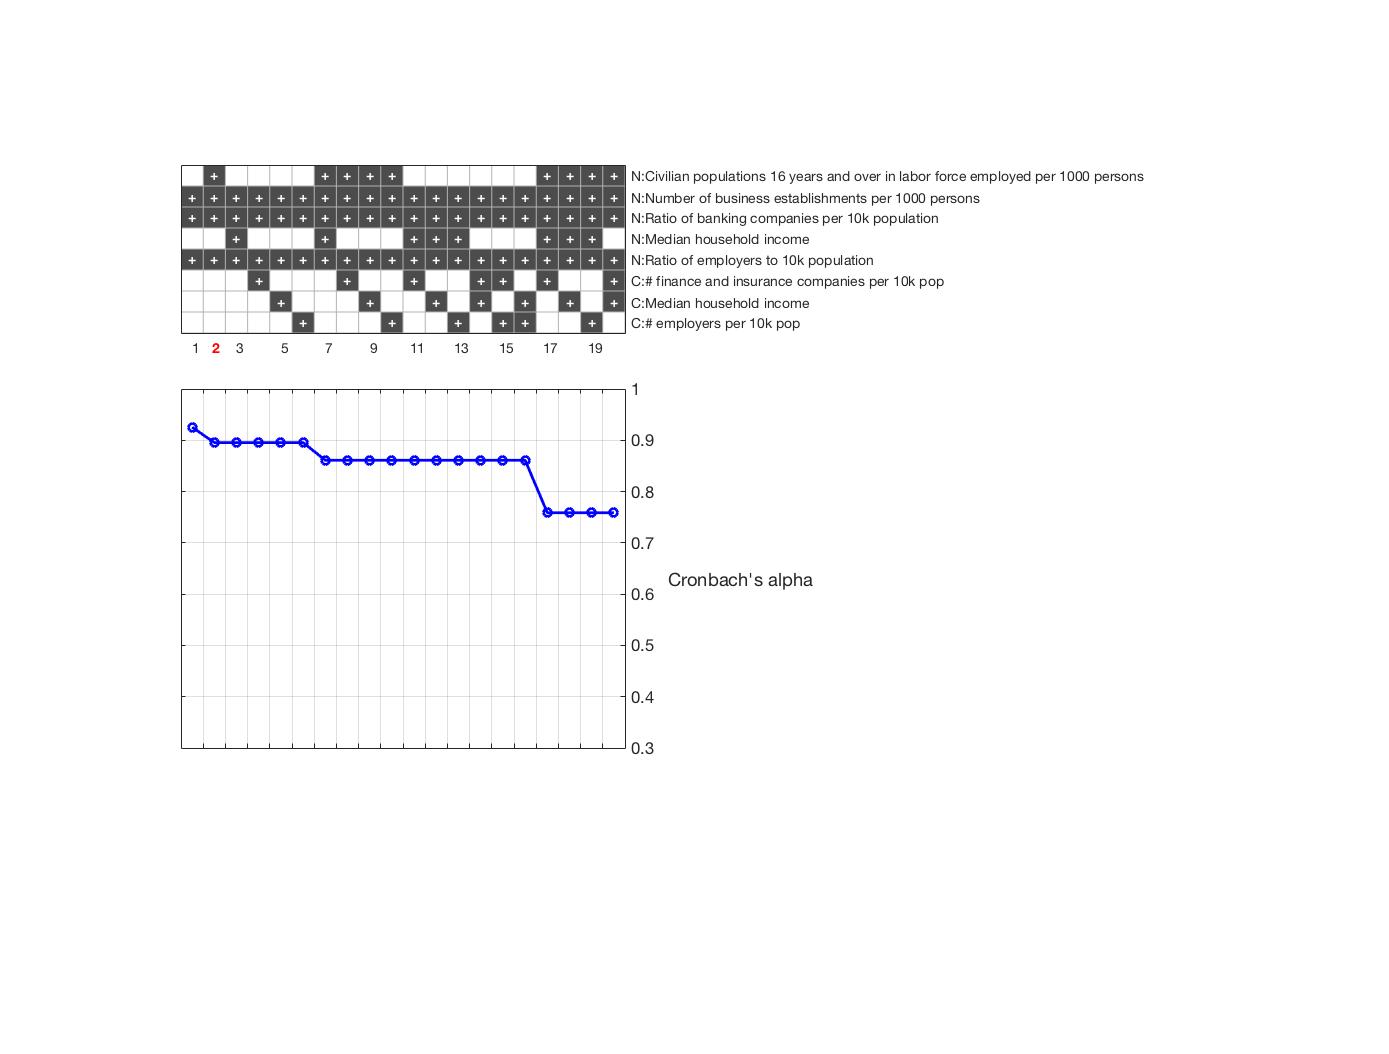 + + + + + + + + +
+ + + + + + + + + + + + + + + + + + + +
+ + + + + + + + + + + + + + + + + + + +
+ + + + + + + +
+ + + + + + + + + + + + + + + + + + + +
+ + + + + + +
+ + + + + + +
+ + + + + +
N:Civilian populations 16 years and over in labor force employed per 1000 persons
N:Number of business establishments per 1000 persons
N:Ratio of banking companies per 10k population
N:Median household income
N:Ratio of employers to 10k population
C:# finance and insurance companies per 10k pop
C:Median household income
C:# employers per 10k pop
1 2 3 5 7 9 11 13 15 17 19
1
0.9
0.8
0.7
0.6
0.5
0.4
0.3
Cronbach's alpha